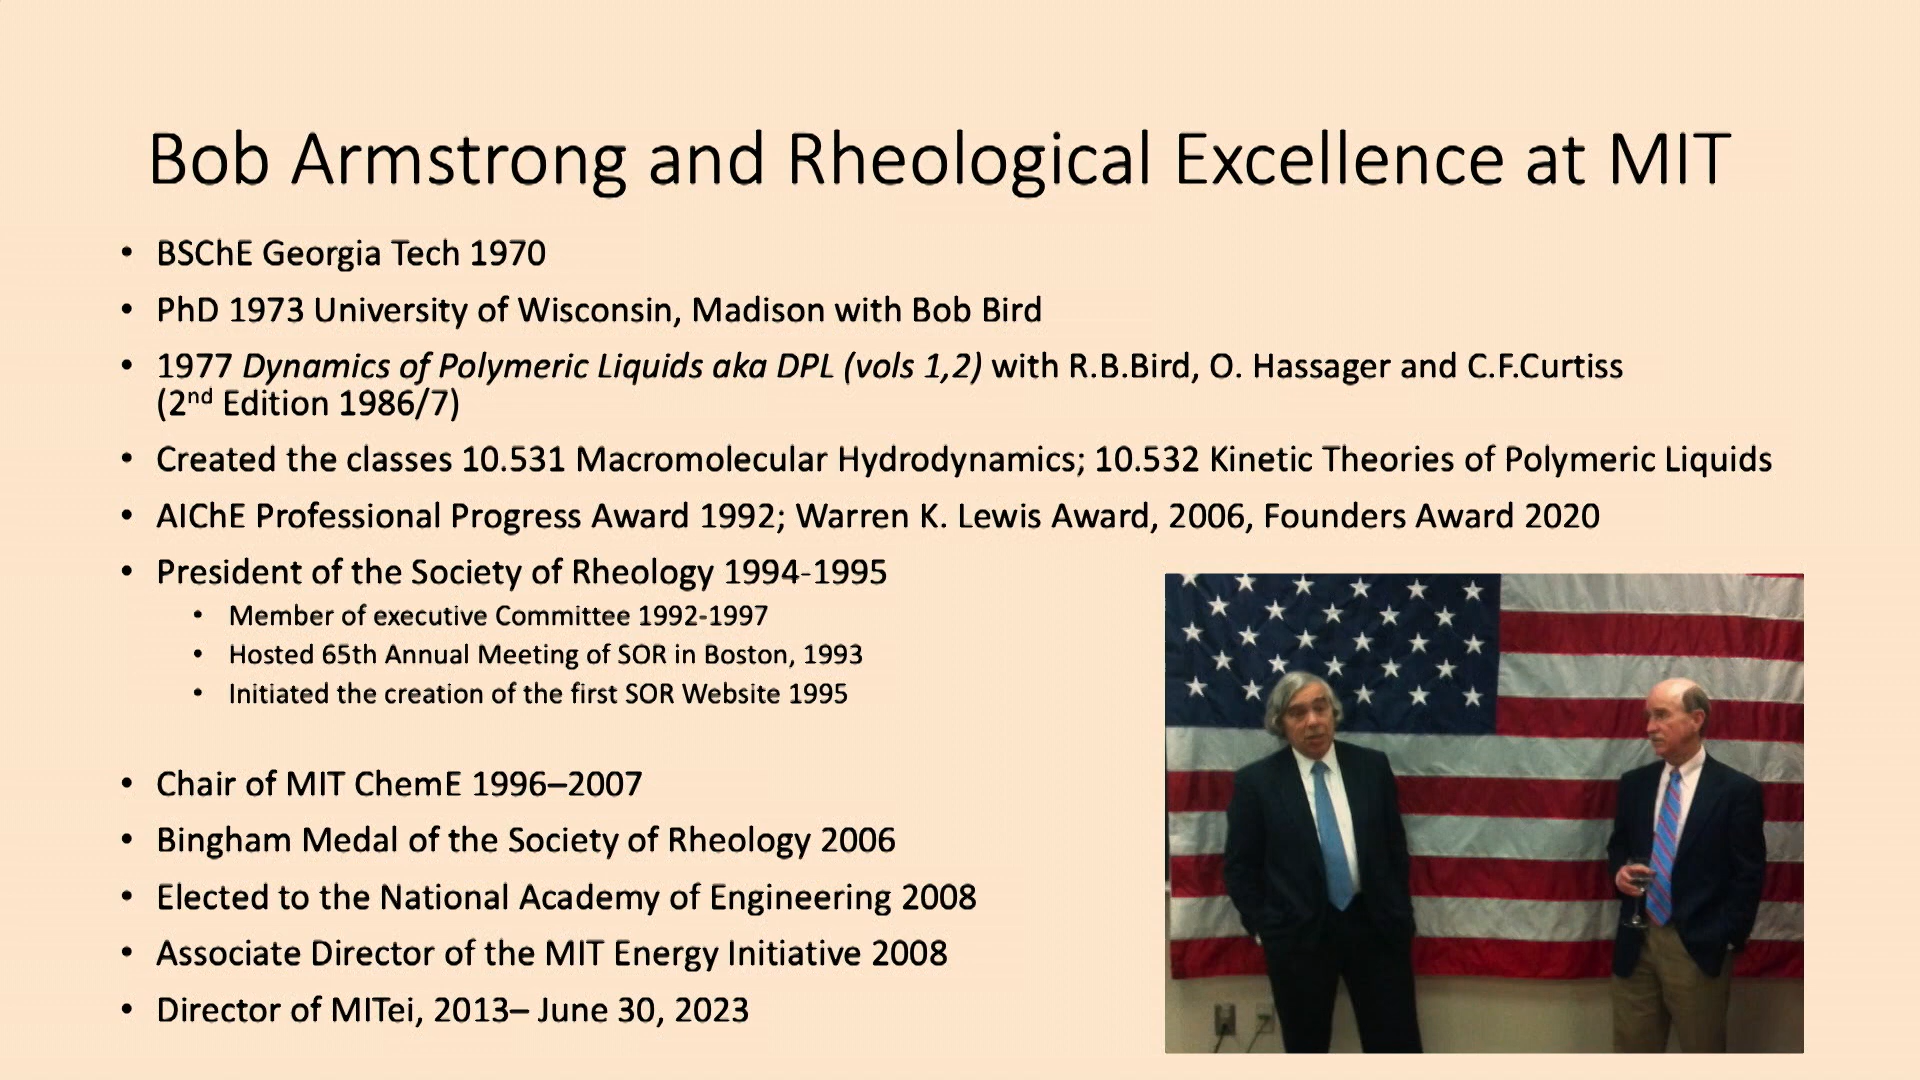 Bob Armstrong and Rheological Excellence at MIT
• BSChE Georgia Tech 1970
• PhD 1973 University of Wisconsin, Madison with Bob Bird
• 1977 Dynamics of Polymeric Liquids aka DPL (vols 1,2) with R.B.Bird, O. Hassager and C.F.Curtiss
(2nd Edition 1986/7)
• Created the classes 10.531 Macromolecular Hydrodynamics; 10.532 Kinetic Theories of Polymeric Liquids
• AIChE Professional Progress Award 1992; Warren K. Lewis Award, 2006, Founders Award 2020
• President of the Society of Rheology 1994-1995
• Member of executive Committee 1992-1997
• Hosted 65th Annual Meeting of SOR in Boston, 1993
• Initiated the creation of the first SOR Website 1995
• Chair of MIT ChemE 1996–2007
• Bingham Medal of the Society of Rheology 2006
• Elected to the National Academy of Engineering 2008
• Associate Director of the MIT Energy Initiative 2008
• Director of MITei, 2013– June 30, 2023